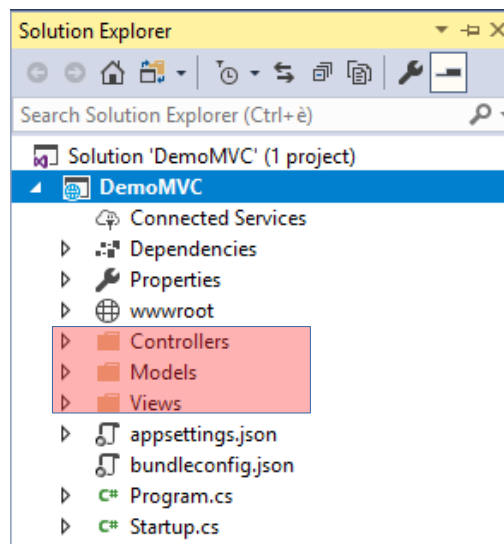 Solution Explorer
Search Solution Explorer (Ctrl+è)
Solution 'DemoMVC' (1 project)
DemoMVC
Connected Services
Dependencies
Properties
wwwroot
Controllers
Models
Views
appsettings.json
bundleconfig.json
C# Program.cs
C# Startup.cs